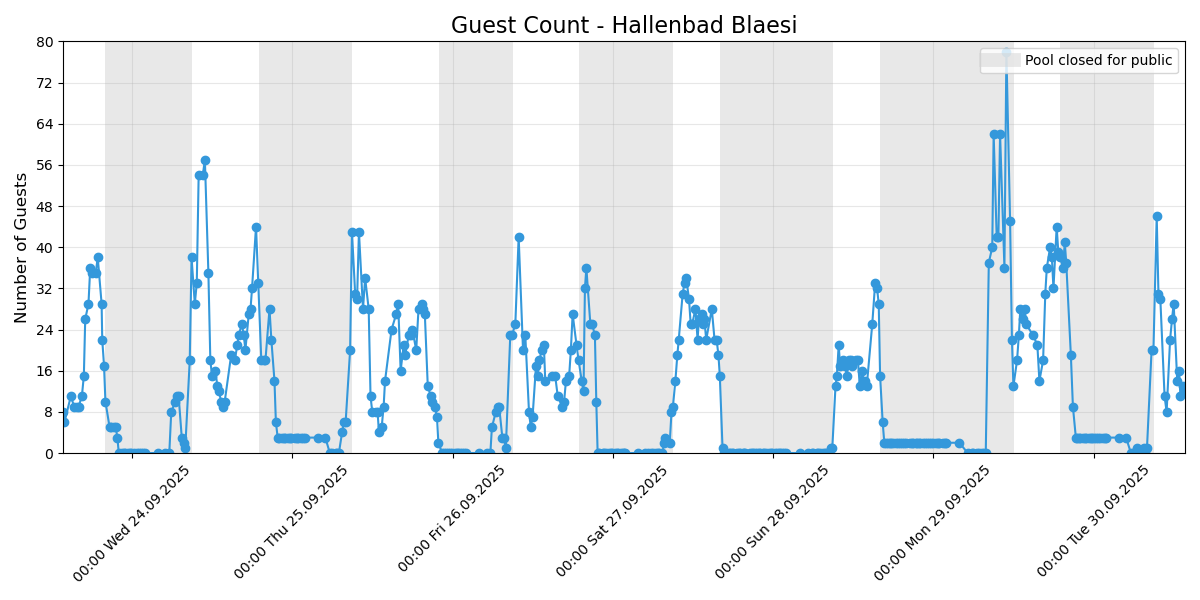 Guest Count - Hallenbad Blaesi
Pool closed for public
Number of Guests
80
72
64
56
48
40
32
24
16
8
0
00:00 Wed 24.09.2025
00:00 Thu 25.09.2025
00:00 Fri 26.09.2025
00:00 Sat 27.09.2025
00:00 Sun 28.09.2025
00:00 Mon 29.09.2025
00:00 Tue 30.09.2025